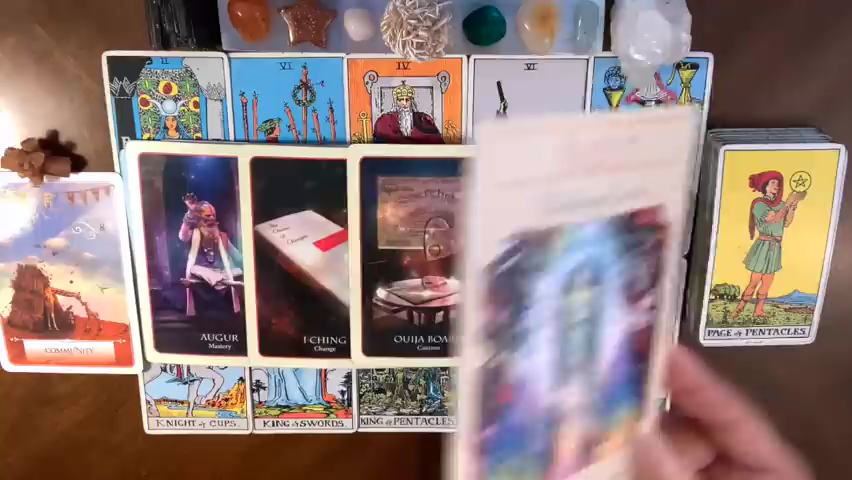 II
VI
IV
VI
COMMUNITY
AUGUR
Mastery
I CHING
Change
OUIJA BOAR
Caution
KNIGHT of CUPS.
KING of SWORDS.
KING of PENTACLES
PAGE of PENTACLES.